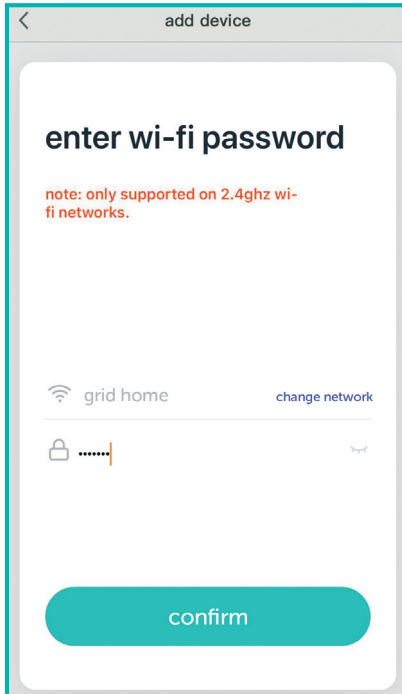 add device
enter wi-fi password
note: only supported on 2.4ghz wi-
fi networks.
grid home change network
•••••••
confirm